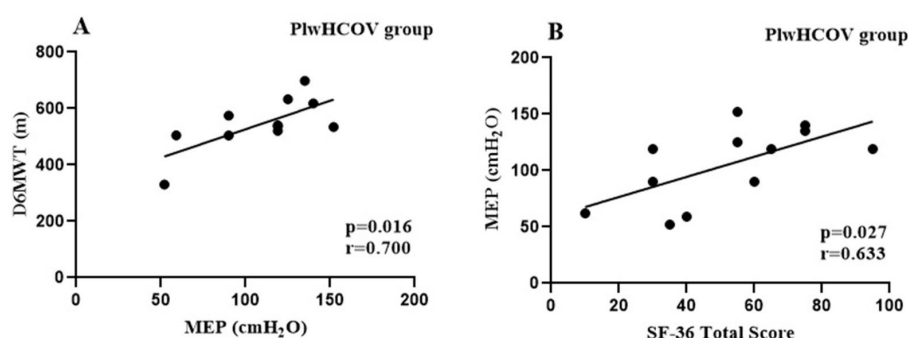 A
PlwHCOV group
800
600
400
200
0
D6MWT (m)
p=0.016
r=0.700
0 50 100 150 200
MEP (cmH₂O)
B
PlwHCOV group
200
150
100
50
0
MEP (cmH₂O)
p=0.027
r=0.633
0 20 40 60 80 100
SF-36 Total Score